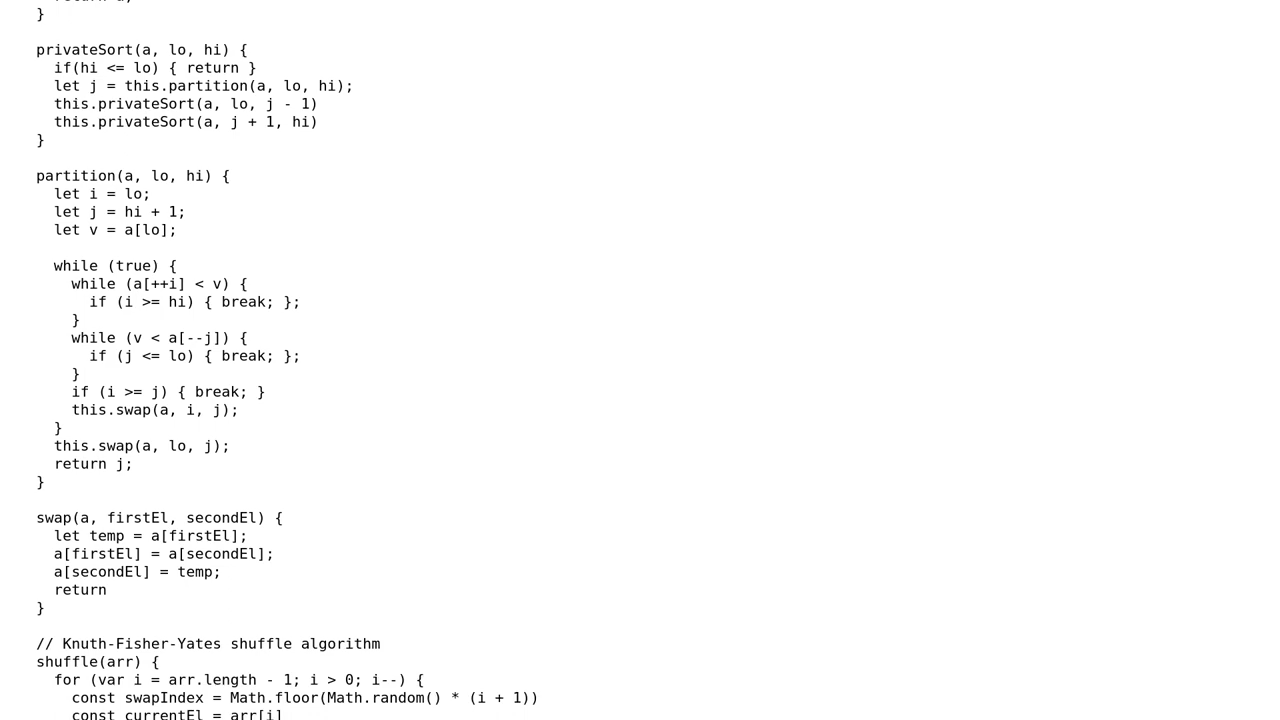 }
privateSort(a, lo, hi) {
if(hi <= lo) { return }
let j = this.partition(a, lo, hi);
this.privateSort(a, lo, j - 1)
this.privateSort(a, j + 1, hi)
}
partition(a, lo, hi) {
let i = lo;
let j = hi + 1;
let v = a[lo];
while (true) {
while (a[++i] < v) {
if (i >= hi) { break; };
}
while (v < a[--j]) {
if (j <= lo) { break; };
}
if (i >= j) { break; }
this.swap(a, i, j);
}
this.swap(a, lo, j);
return j;
}
swap(a, firstEl, secondEl) {
let temp = a[firstEl];
a[firstEl] = a[secondEl];
a[secondEl] = temp;
return
}
// Knuth-Fisher-Yates shuffle algorithm
shuffle(arr) {
for (var i = arr.length - 1; i > 0; i--) {
const swapIndex = Math.floor(Math.random() * (i + 1))
const currentEl = arr[i]